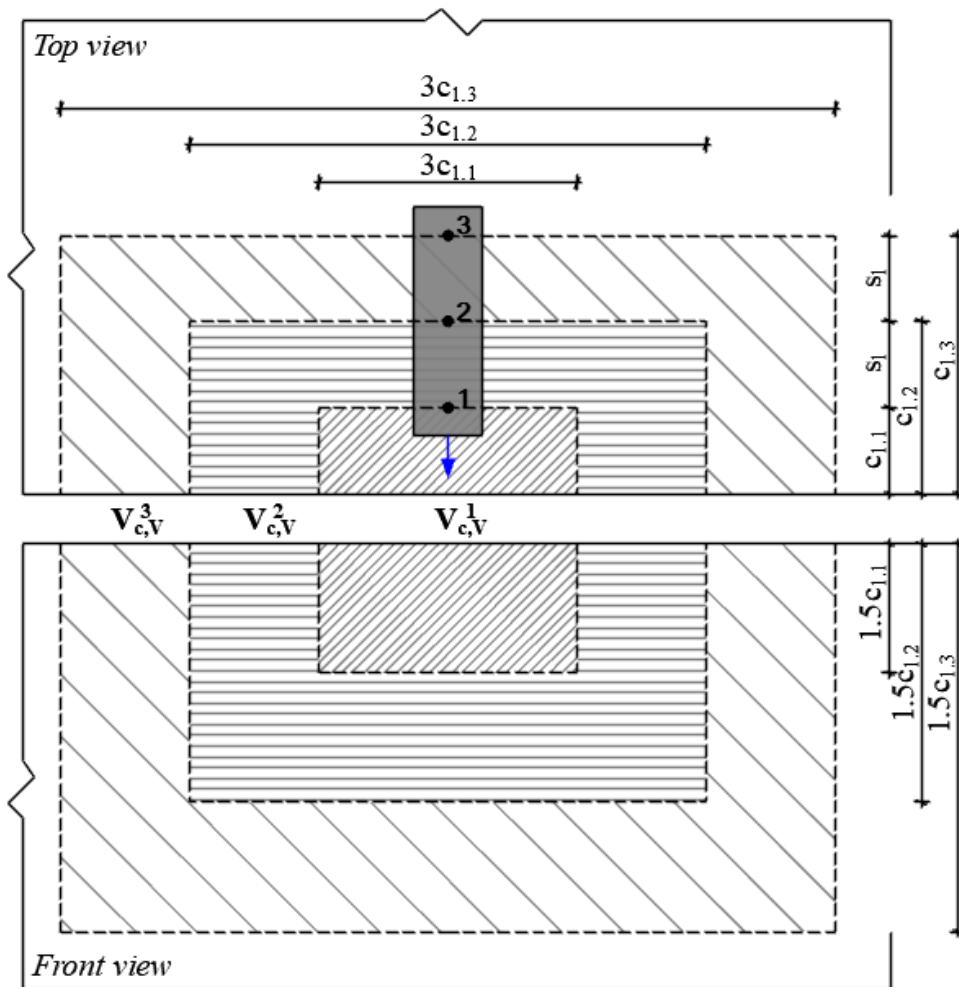 Top view
3c₁.₃
3c₁.₂
3c₁.₁
3
2
1
s₁
s₁
c₁.₁
c₁.₂
c₁.₃
V³c,V
V²c,V
V¹c,V
1.5c₁.₁
1.5c₁.₂
1.5c₁.₃
Front view